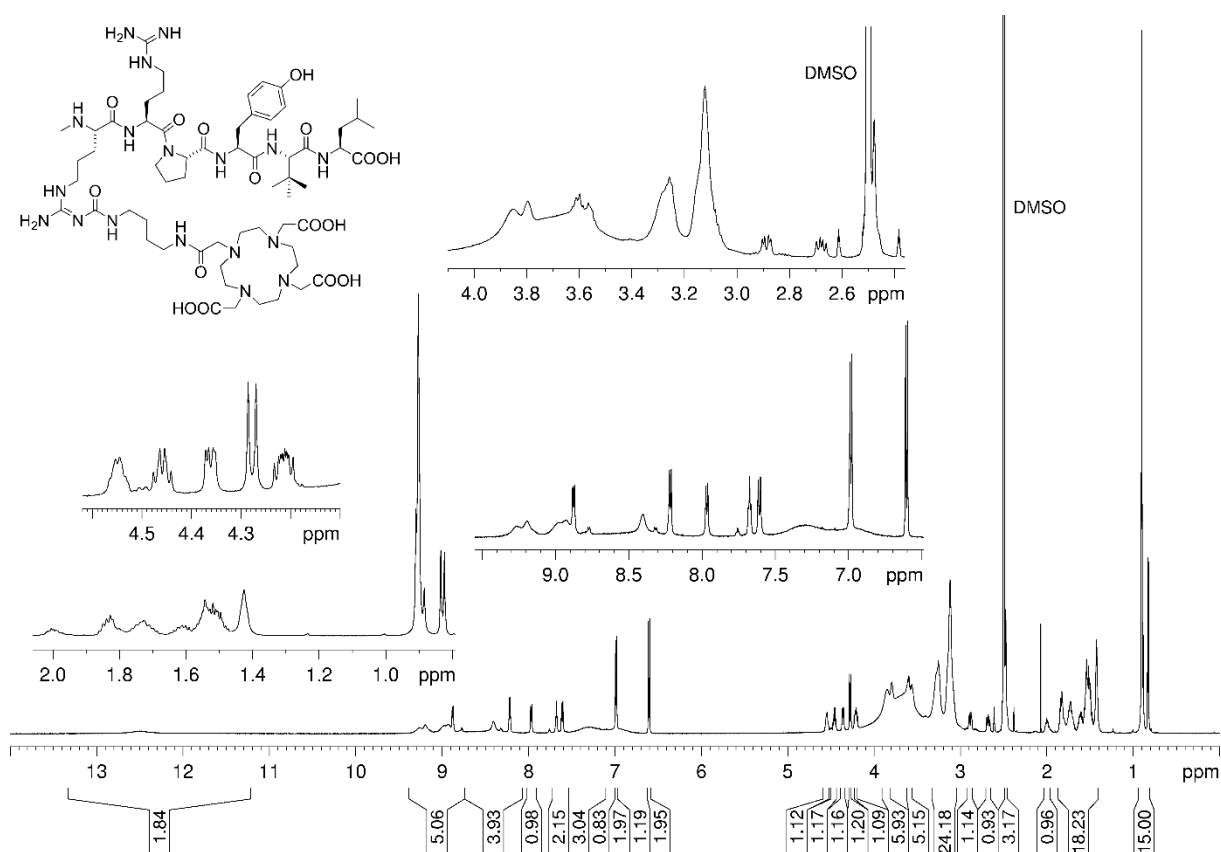 H₂N NH
HN
OH
DMSO
O
O
O
O
H
N
N
H
N
H
N
N
H
O
N
H
O
COOH
HN
O
H₂N
N
N
H
H
N
O
N
N
N
N
COOH
COOH
HOOC
DMSO
4.0 3.8 3.6 3.4 3.2 3.0 2.8 2.6 ppm
4.5 4.4 4.3 ppm
9.0 8.5 8.0 7.5 7.0 ppm
2.0 1.8 1.6 1.4 1.2 1.0 ppm
13 12 11 10 9 8 7 6 5 4 3 2 1 ppm
1.84 5.06 3.93 0.98 2.15 3.04 0.83 1.97 1.19 1.95 1.12 1.17 1.16 1.20 1.09 5.93 5.15 24.18 1.14 0.93 3.17 0.96 18.23 15.00